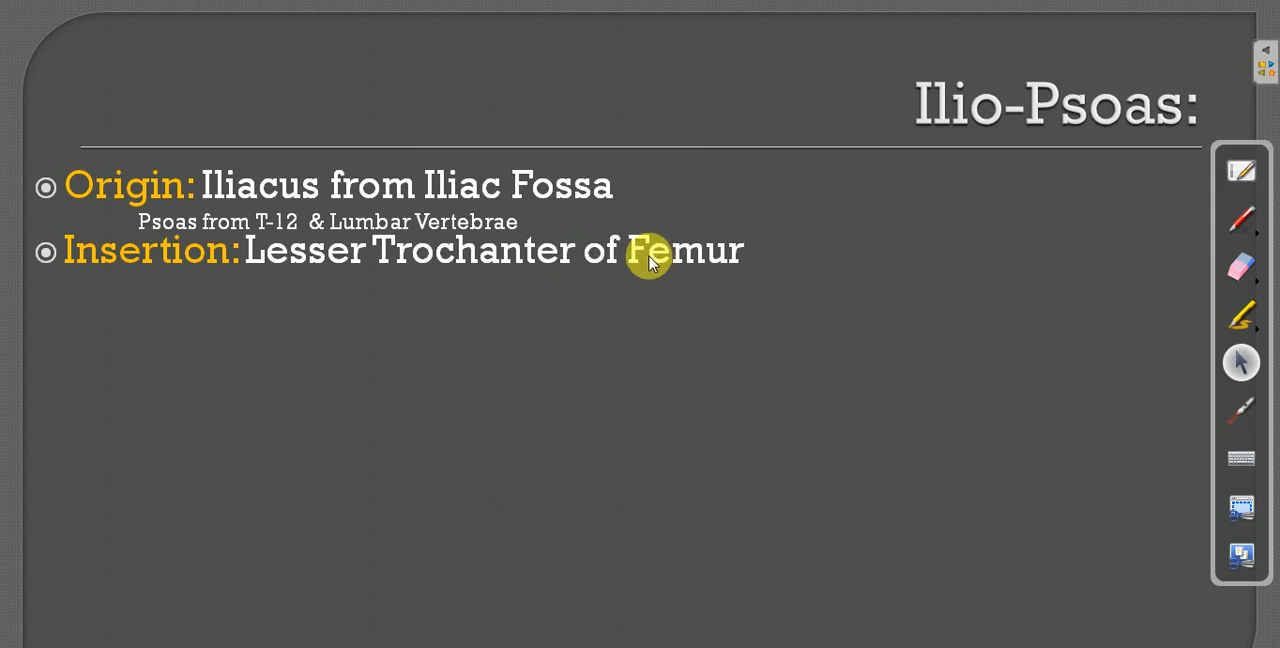 Ilio-Psoas:
Origin: Iliacus from Iliac Fossa
Psoas from T-12 & Lumbar Vertebrae
Insertion: Lesser Trochanter of Femur